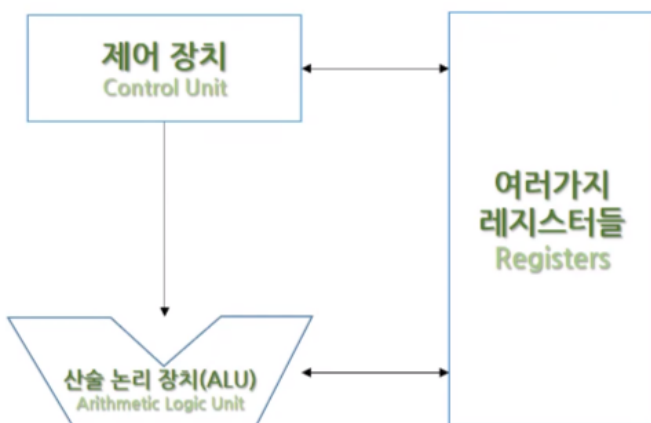 제어 장치
Control Unit
여러가지
레지스터들
Registers
산술 논리 장치(ALU)
Arithmetic Logic Unit